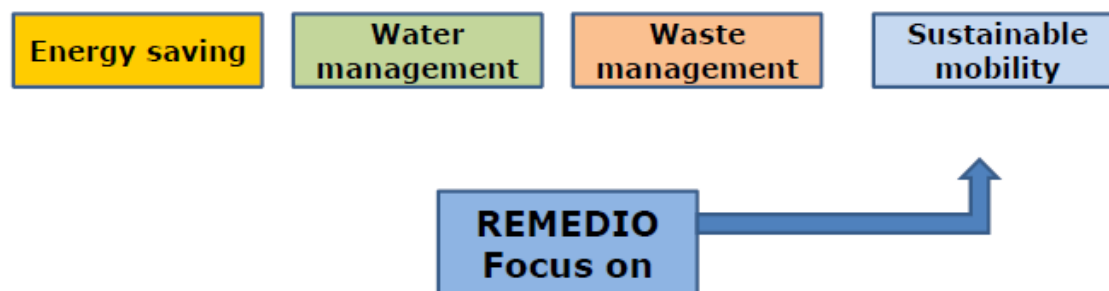 Energy saving
Water
management
Waste
management
Sustainable
mobility
REMEDIO
Focus on